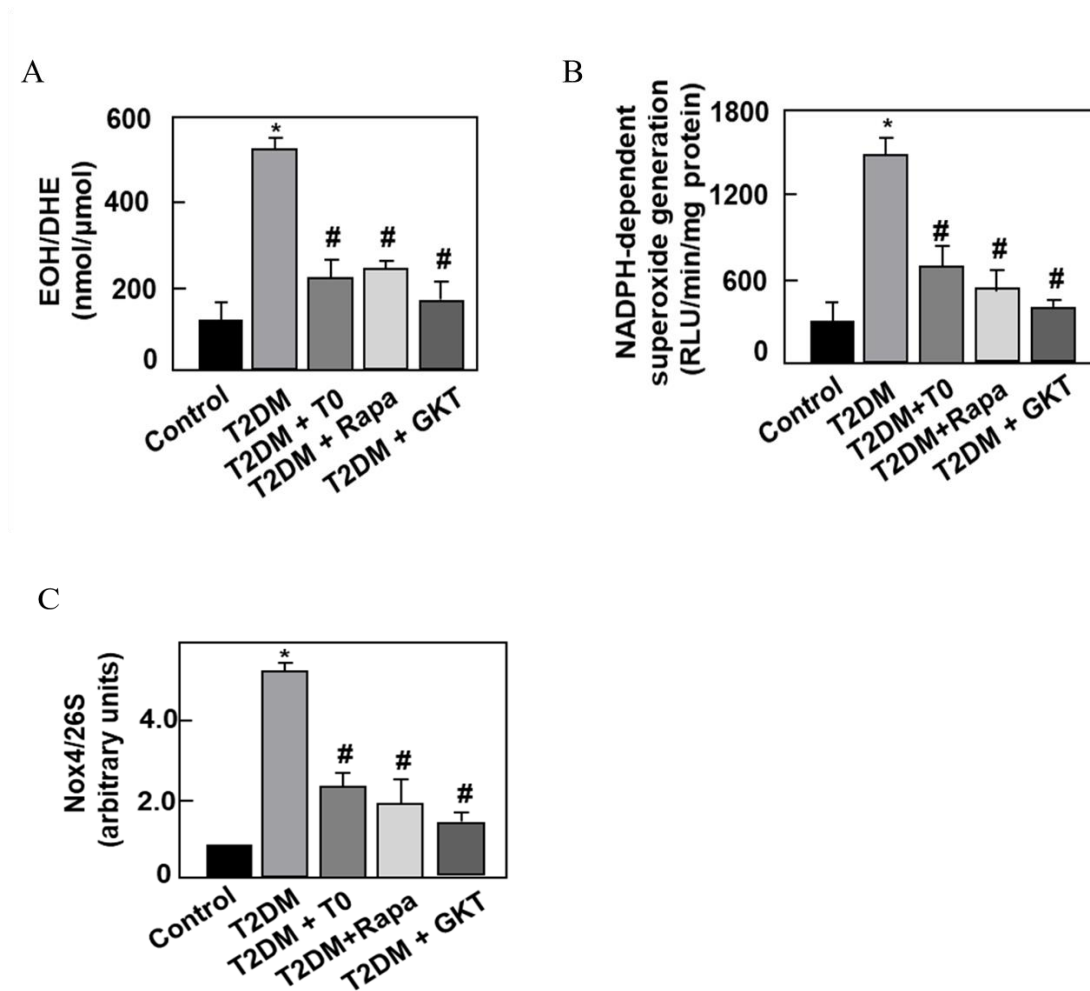 A
EOH/DHE
(nmol/µmol)
600
400
200
0
*
#
#
#
Control
T2DM
T2DM + T0
T2DM + Rapa
T2DM + GKT
B
NADPH-dependent
superoxide generation
(RLU/min/mg protein)
1800
1200
600
0
*
#
#
#
Control
T2DM
T2DM+T0
T2DM+Rapa
T2DM + GKT
C
Nox4/26S
(arbitrary units)
4.0
2.0
0
*
#
#
#
Control
T2DM
T2DM + T0
T2DM+Rapa
T2DM + GKT